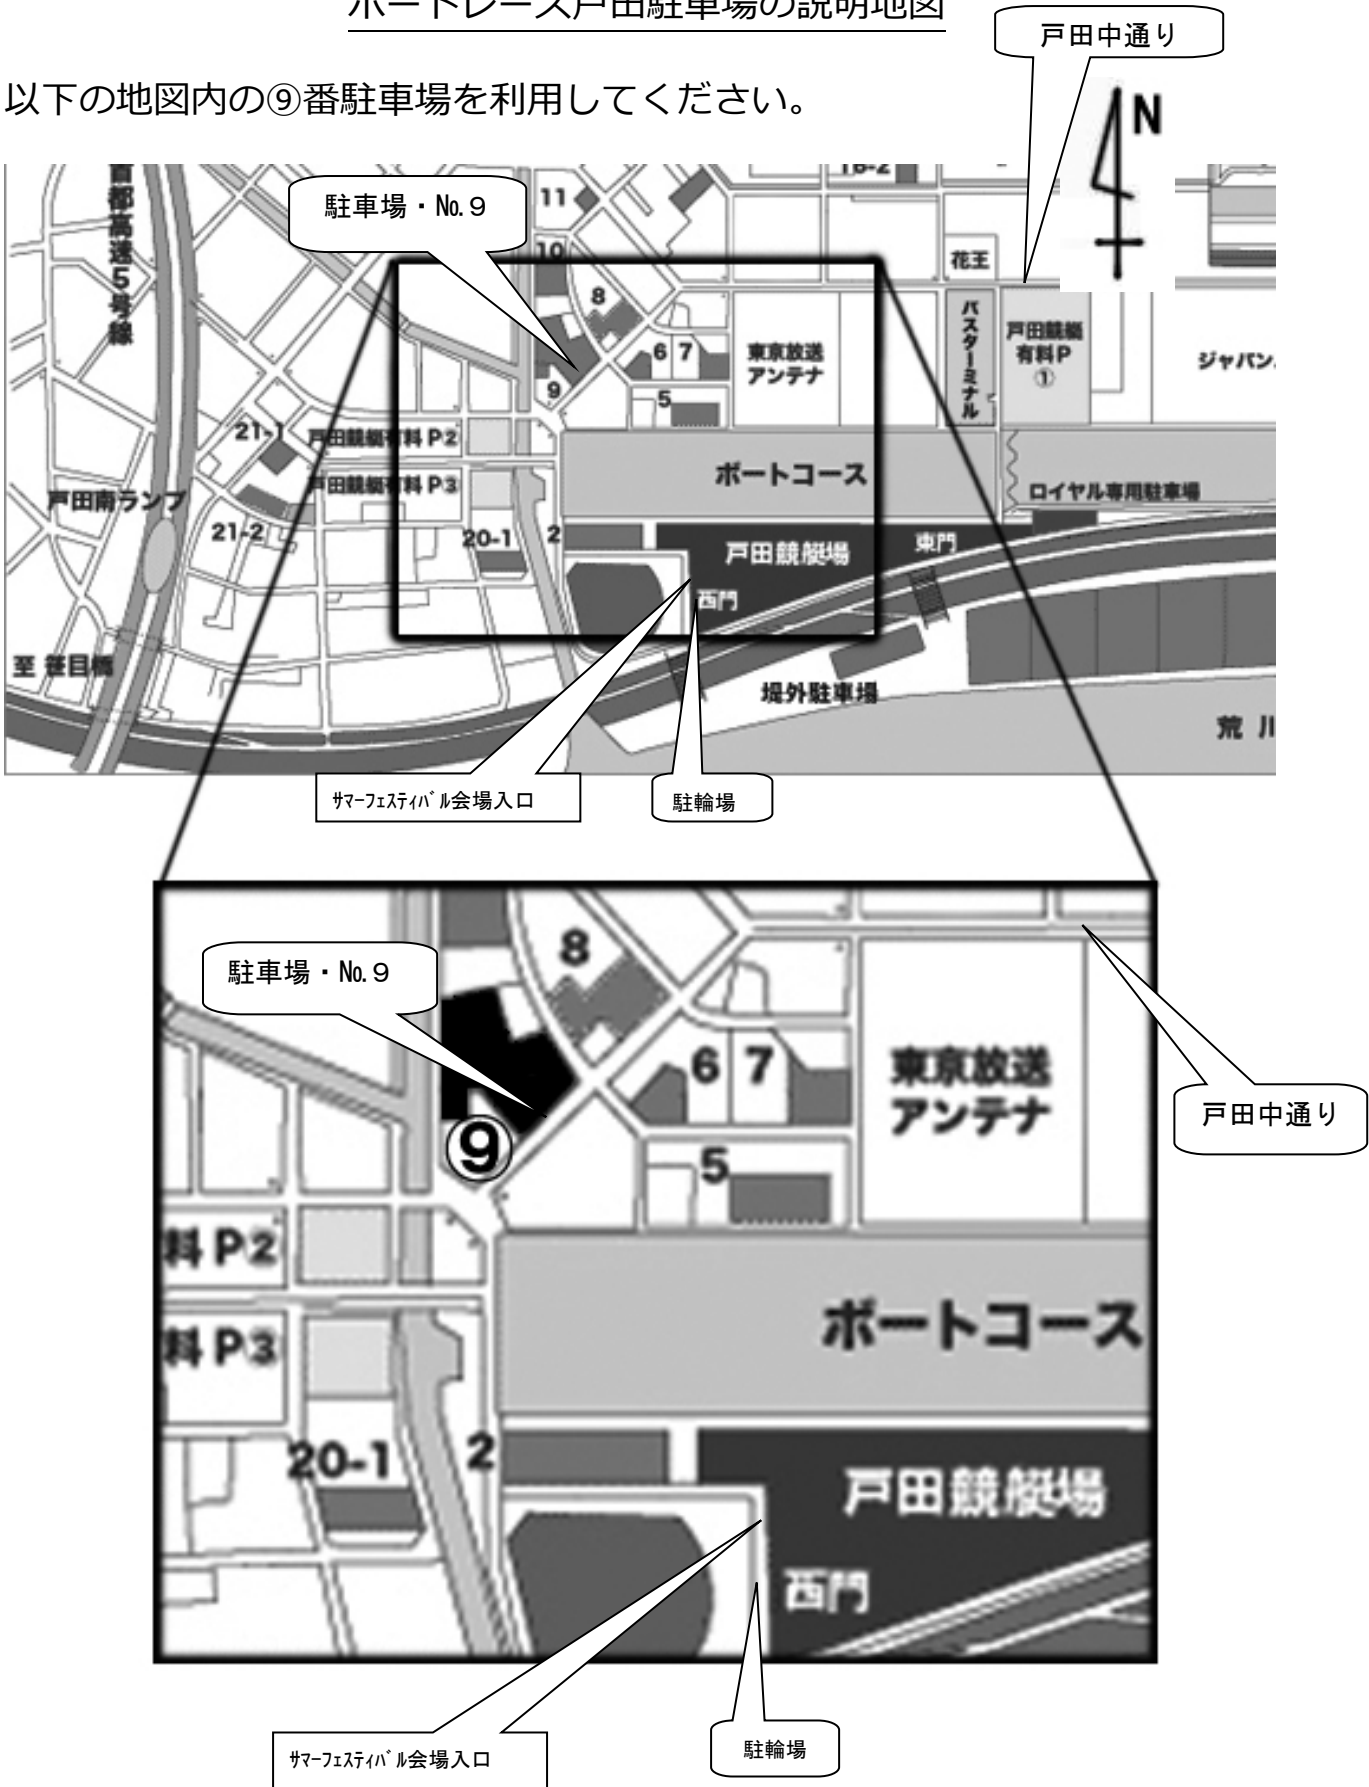 ボートレース戸田駐車場の説明地図
戸田中通り
以下の地図内の⑨番駐車場を利用してください。
N
首都高速5号線
駐車場・№９
11
16-2
10
花王
8
バスターミナル
戸田競艇
有料P
①
6 7
東京放送
アンテナ
ジャパン
9
5
21-1
戸田競艇有料 P2
ボートコース
戸田競艇有料 P3
ロイヤル専用駐車場
戸田南ランプ
21-2
20-1
2
戸田競艇場
東門
西門
至 笹目橋
堤外駐車場
荒 川
ｻﾏｰﾌｪｽﾃｨﾊﾞﾙ会場入口
駐輪場
8
駐車場・№９
6 7
東京放送
アンテナ
戸田中通り
⑨
5
料 P2
ボートコース
料 P3
20-1
2
戸田競艇場
西門
ｻﾏｰﾌｪｽﾃｨﾊﾞﾙ会場入口
駐輪場